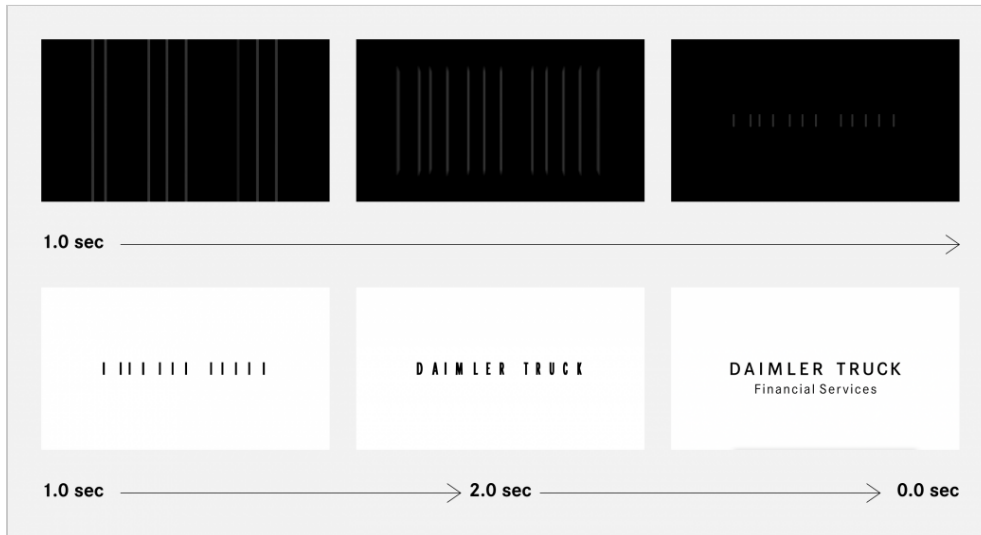 1.0 sec
DAIMLER TRUCK
DAIMLER TRUCK
Financial Services
1.0 sec
2.0 sec
0.0 sec